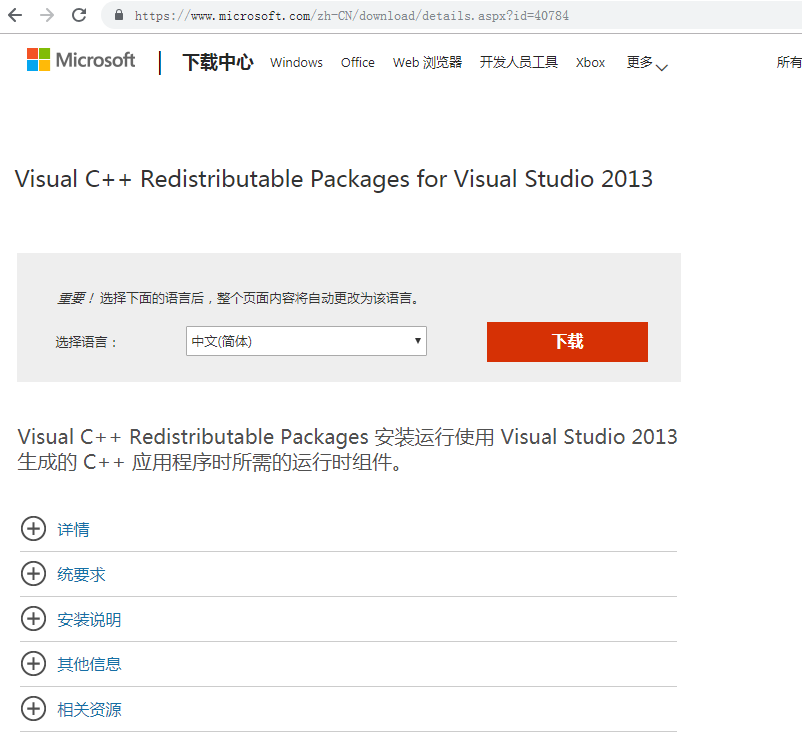 https://www.microsoft.com/zh-CN/download/details.aspx?id=40784
Microsoft 下载中心 Windows Office Web 浏览器 开发人员工具 Xbox 更多 所有
Visual C++ Redistributable Packages for Visual Studio 2013
重要！选择下面的语言后，整个页面内容将自动更改为该语言。
选择语言： 中文(简体) 下载
Visual C++ Redistributable Packages 安装运行使用 Visual Studio 2013
生成的 C++ 应用程序时所需的运行时组件。
详情
统要求
安装说明
其他信息
相关资源